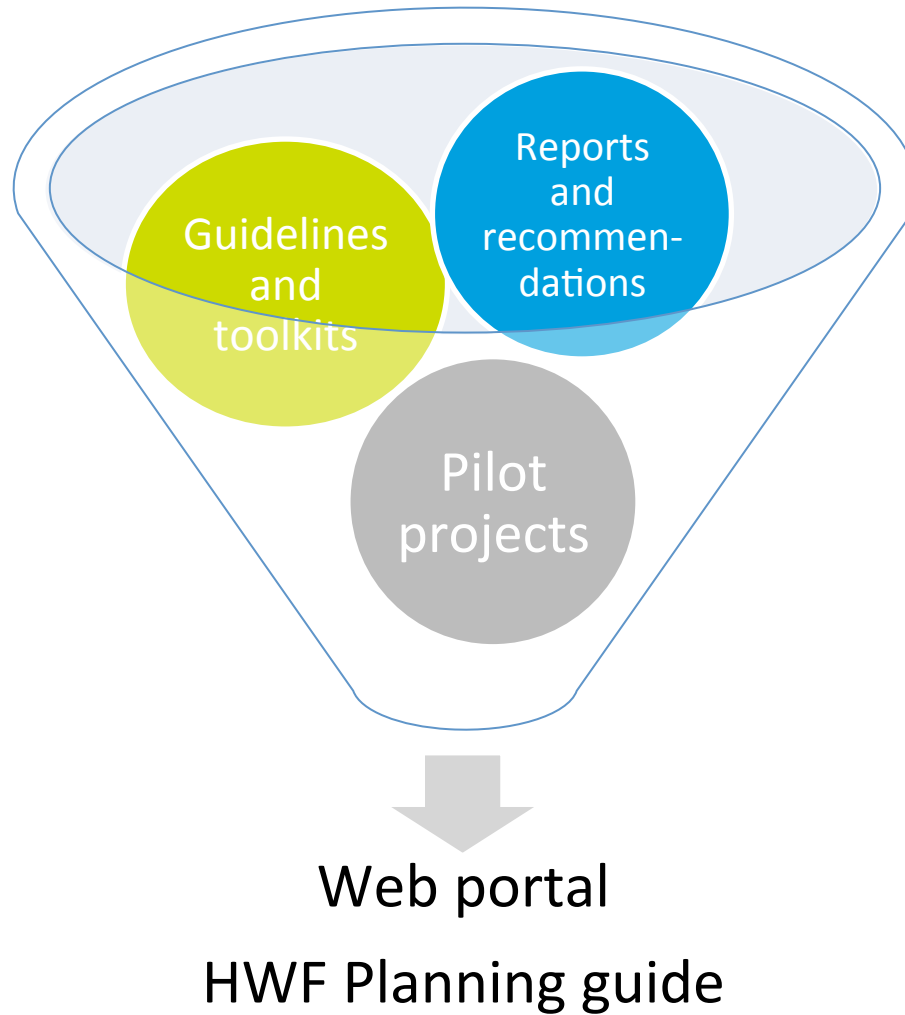 Reports
and
recommen-
dations
Guidelines
and
toolkits
Pilot
projects
Web portal
HWF Planning guide